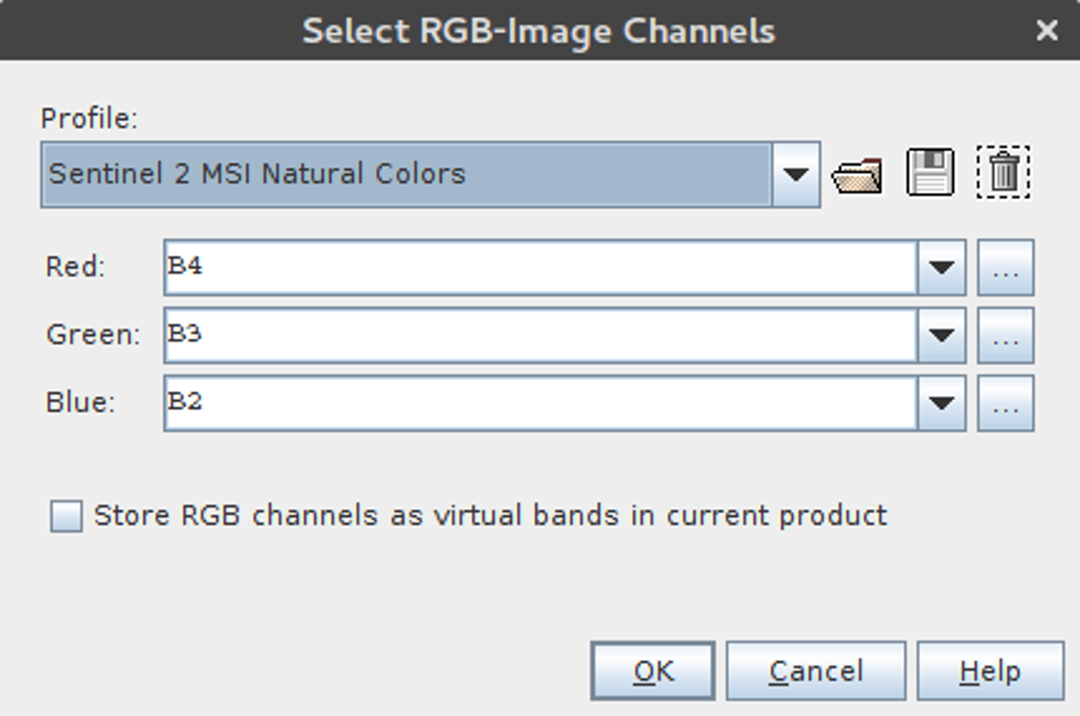 Select RGB-Image Channels
Profile:
Sentinel 2 MSI Natural Colors
Red: B4 ...
Green: B3 ...
Blue: B2 ...
Store RGB channels as virtual bands in current product
OK Cancel Help